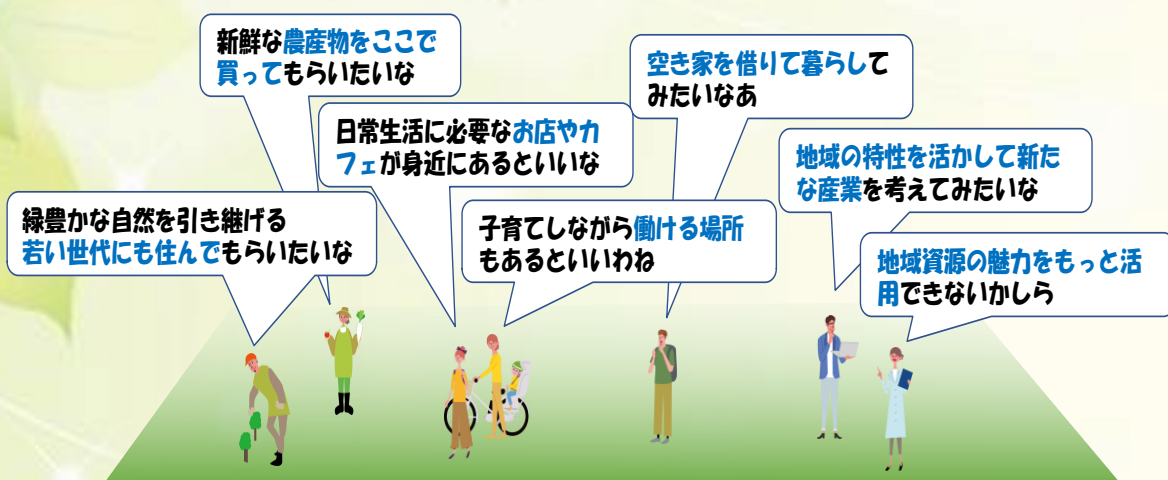 新鮮な農産物をここで
買ってもらいたいな
日常生活に必要なお店やカ
フェが身近にあるといいな
緑豊かな自然を引き継げる
若い世代にも住んでもらいたいな
子育てしながら働ける場所
もあるといいわね
空き家を借りて暮らして
みたいなあ
地域の特性を活かして新た
な産業を考えてみたいな
地域資源の魅力をもっと活
用できないかしら